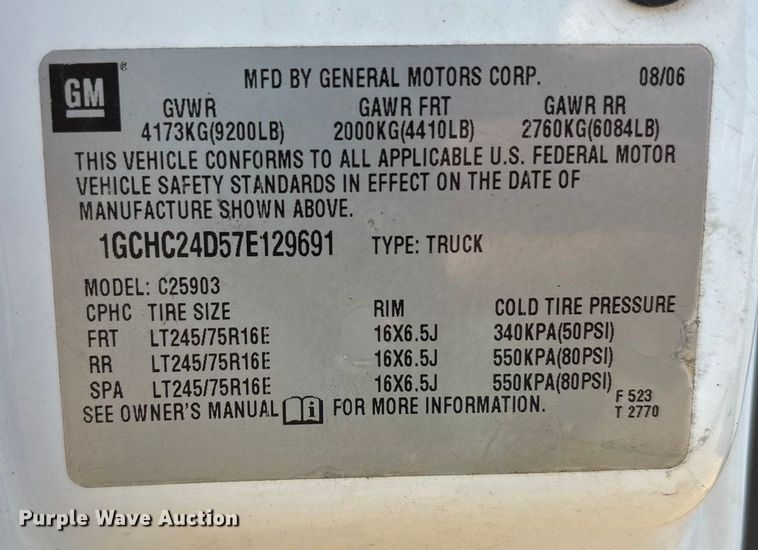 GM ® MFD BY GENERAL MOTORS CORP. 08/06
GVWR GAWR FRT GAWR RR
4173KG(9200LB) 2000KG(4410LB) 2760KG(6084LB)
THIS VEHICLE CONFORMS TO ALL APPLICABLE U.S. FEDERAL MOTOR
VEHICLE SAFETY STANDARDS IN EFFECT ON THE DATE OF
MANUFACTURE SHOWN ABOVE.
1GCHC24D57E129691 TYPE: TRUCK
MODEL: C25903
CPHC TIRE SIZE RIM COLD TIRE PRESSURE
FRT LT245/75R16E 16X6.5J 340KPA(50PSI)
RR LT245/75R16E 16X6.5J 550KPA(80PSI)
SPA LT245/75R16E 16X6.5J 550KPA(80PSI)
SEE OWNER'S MANUAL i FOR MORE INFORMATION.
F 523
T 2770
Purple Wave Auction